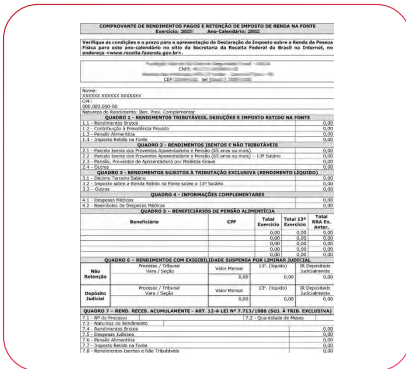 COMPROVANTE DE RENDIMENTOS PAGOS E RETENÇÃO DE IMPOSTO DE RENDA NA FONTE
Exercício: Ano-Calendário:
Verifique as condições e o prazo para a apresentação da Declaração do Imposto sobre a Renda da Pessoa
Física para este ano-calendário no sítio da Secretaria da Receita Federal do Brasil na Internet, no
endereço <www.receita.fazenda.gov.br>.
CNPJ:
CEP:
Nome:
XXXXXX XXXXXX XXXXXXX
CPF:
000.000.000-00
Natureza do Rendimento: Ben. Prev. Complementar
QUADRO 1 - RENDIMENTOS TRIBUTÁVEIS, DEDUÇÕES E IMPOSTO RETIDO NA FONTE
1.1 - Rendimentos Brutos 0,00
1.2 - Contribuição à Previdência Privada 0,00
1.3 - Pensão Alimentícia 0,00
1.4 - Imposto Retido na Fonte 0,00
QUADRO 2 - RENDIMENTOS ISENTOS E NÃO TRIBUTÁVEIS
2.1 - Parcela Isenta dos Proventos Aposentadoria e Pensão (65 anos ou mais) 0,00
2.2 - Parcela Isenta dos Proventos Aposentadoria e Pensão (65 anos ou mais) - 13º Salário 0,00
2.3 - Pensão, Proventos de Aposentadoria por Moléstia Grave 0,00
2.4 - Outros 0,00
QUADRO 3 - RENDIMENTOS SUJEITOS À TRIBUTAÇÃO EXCLUSIVA (RENDIMENTO LÍQUIDO)
3.1 - Décimo Terceiro Salário 0,00
3.2 - Imposto sobre a Renda Retido na Fonte sobre o 13º Salário 0,00
3.3 - Outros 0,00
QUADRO 4 - INFORMAÇÕES COMPLEMENTARES
4.1 - Despesas Médicas 0,00
4.2 - Reembolso de Despesas Médicas 0,00
QUADRO 5 - BENEFICIÁRIOS DE PENSÃO ALIMENTÍCIA
Beneficiário CPF Total Exercício Total 13º Exercício Total RRA Ex. Anter.
0,00 0,00 0,00
0,00 0,00 0,00
0,00 0,00 0,00
0,00 0,00 0,00
QUADRO 6 - RENDIMENTOS COM EXIGIBILIDADE SUSPENSA POR LIMINAR JUDICIAL
Não Retenção Processo / Tribunal Vara / Seção Valor Mensal 13º. (líquido) IR Depositado Judicialmente
0,00 0,00
Depósito Judicial Processo / Tribunal Vara / Seção Valor Mensal 13º. (líquido) IR Depositado Judicialmente
0,00 0,00 0,00
QUADRO 7 - REND. RECEB. ACUMULADAMENTE - ART. 12-A LEI Nº 7.713/1988 (SUJ. À TRIB. EXCLUSIVA)
7.1 - Nº do Processo 7.2 - Quantidade de Meses
7.3 - Natureza do Rendimento
7.4 - Rendimentos Brutos 0,00
7.5 - Despesas Judiciais 0,00
7.6 - Pensão Alimentícia 0,00
7.7 - Imposto Retido na Fonte 0,00
7.8 - Rendimentos Isentos e Não Tributáveis 0,00